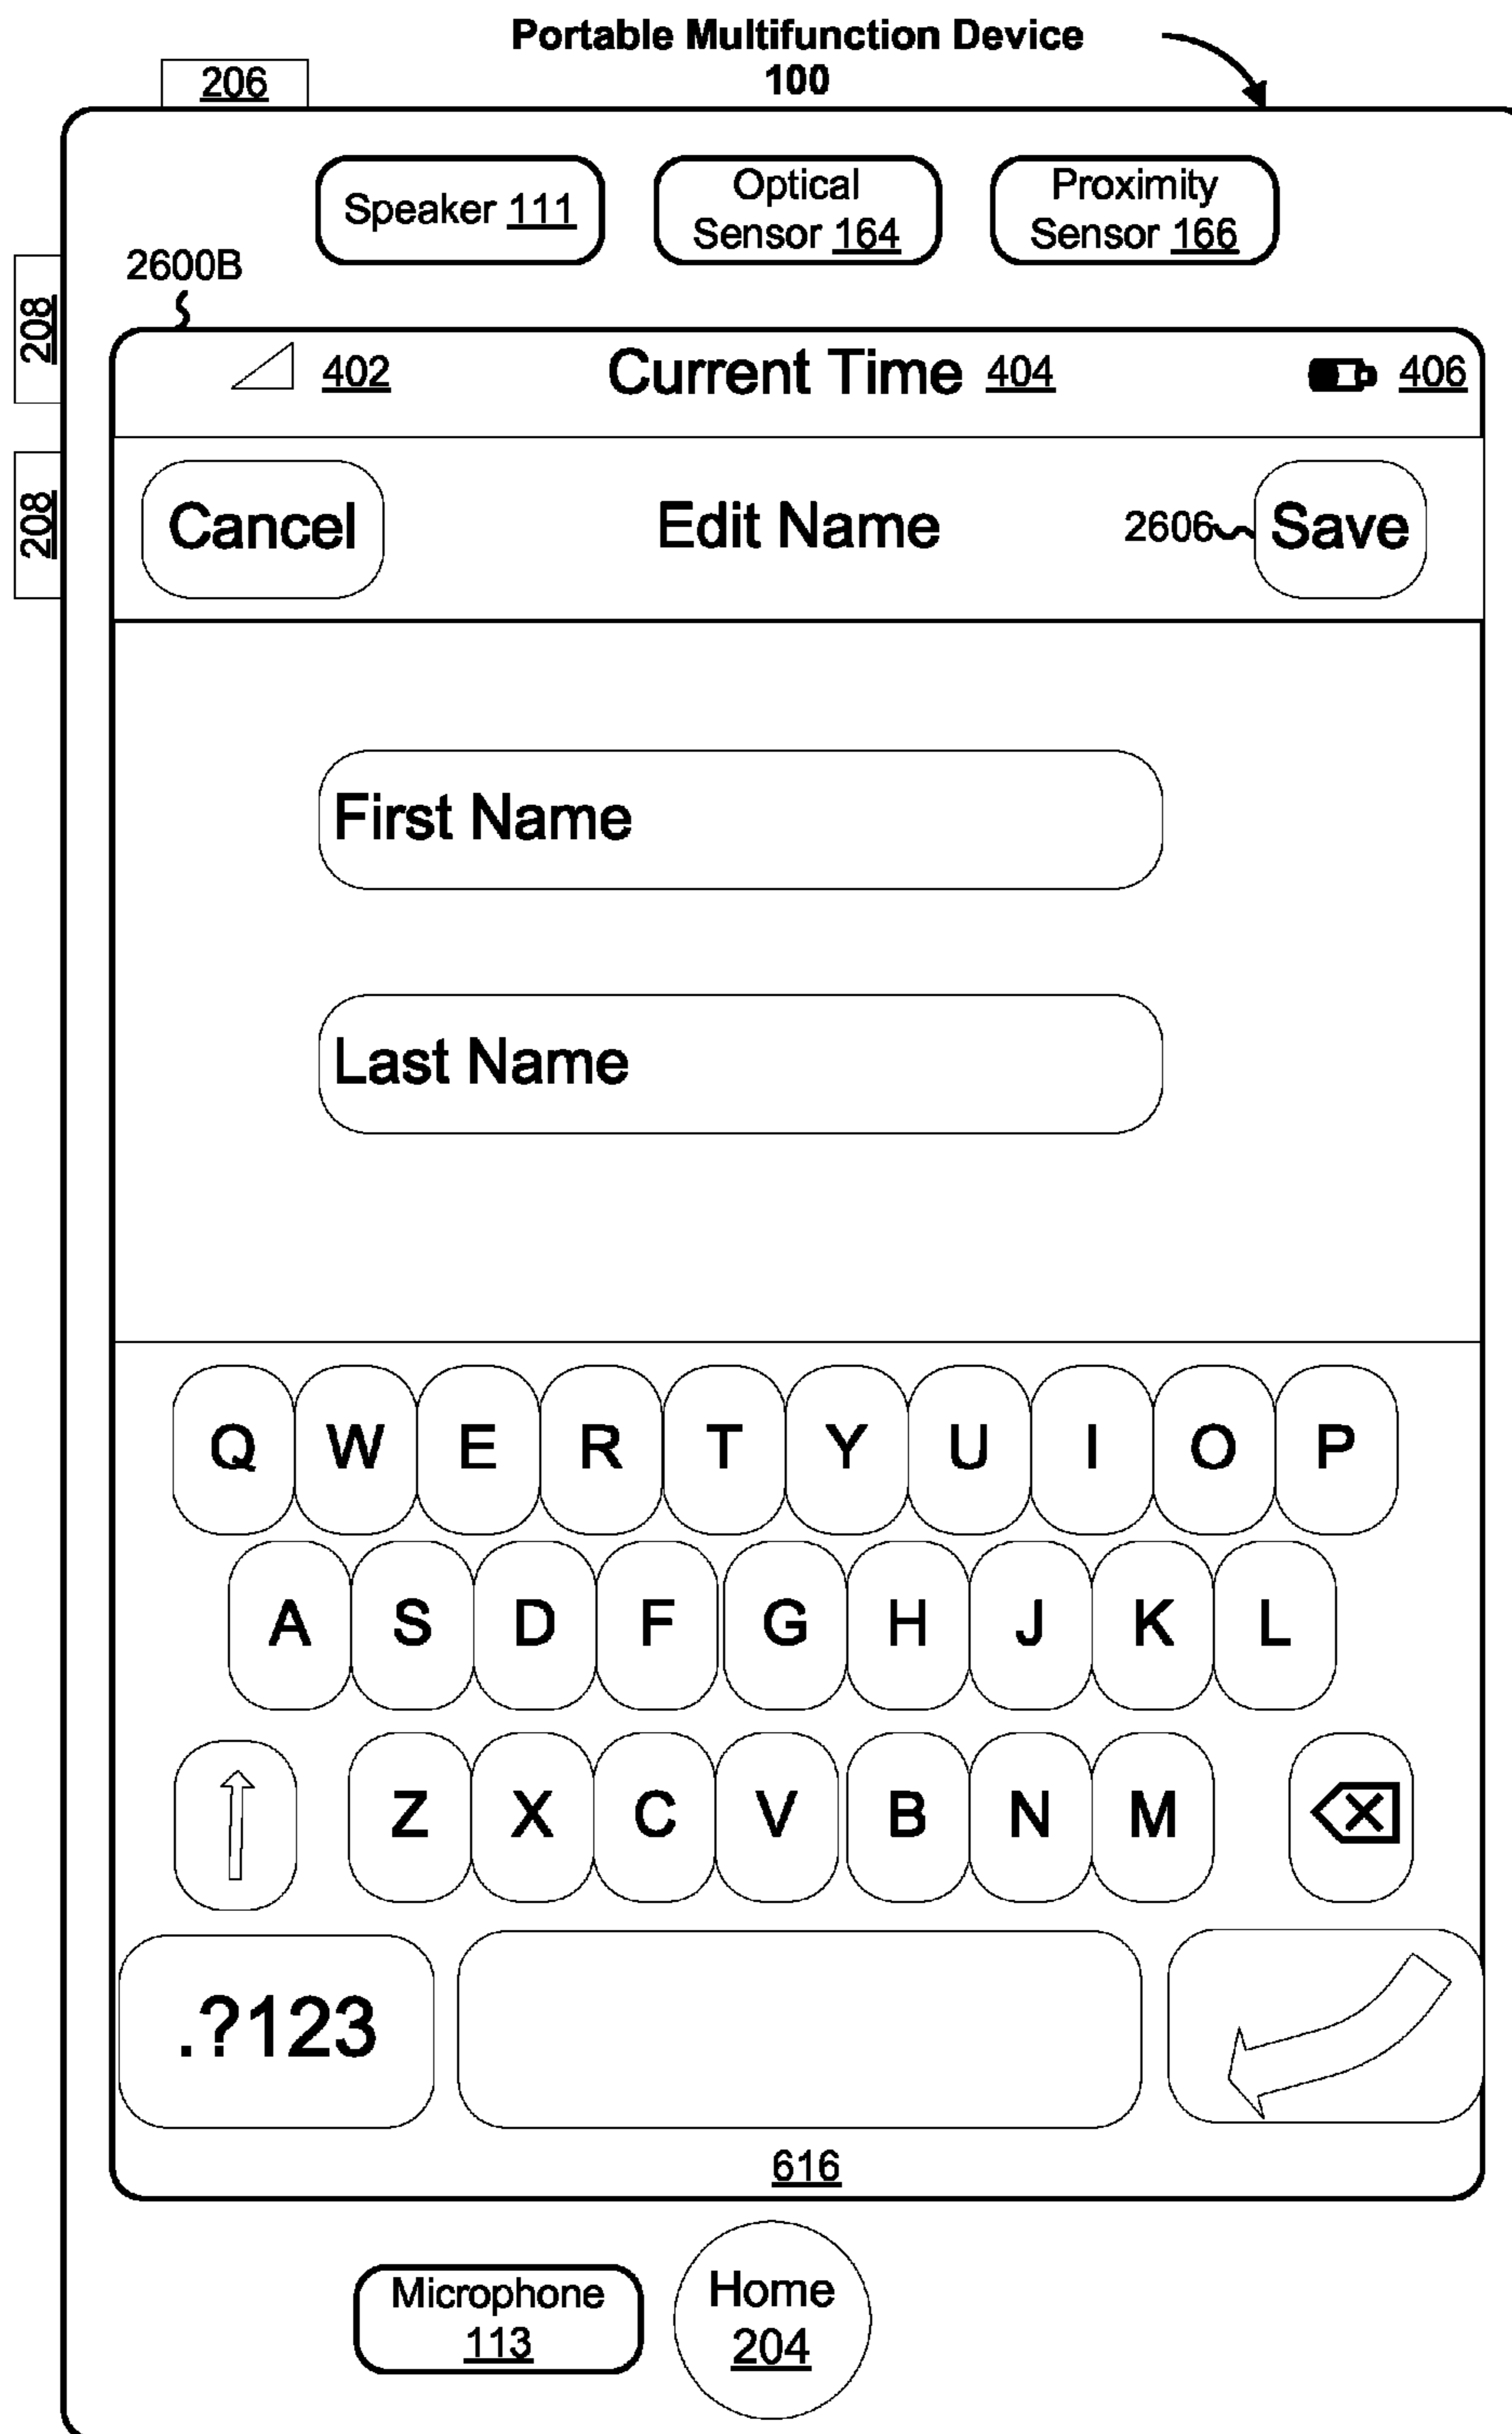 Portable Multifunction Device
100
206
Speaker 111
Optical
Sensor 164
Proximity
Sensor 166
2600B
208
402
Current Time 404
406
208
Cancel
Edit Name
2606
Save
First Name
Last Name
Q W E R T Y U I O P
A S D F G H J K L
Z X C V B N M
.?123
616
Microphone
113
Home
204